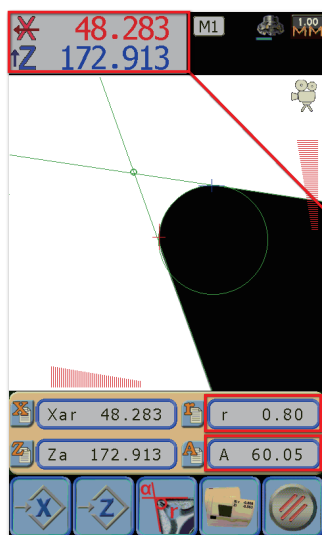 X 48.283 M1 1.00
↑Z 172.913 MM
X Xar 48.283 r r 0.80
Z Za 172.913 A A 60.05
→X →Z α r